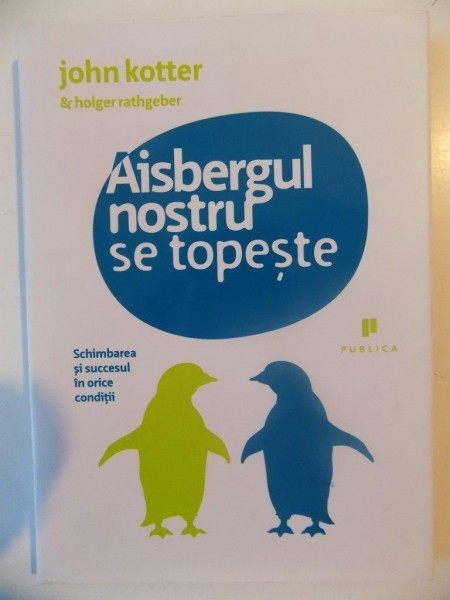 john kotter
& holger rathgeber
Aisbergul
nostru
se topește
PUBLICA
Schimbarea
și succesul
în orice
condiții